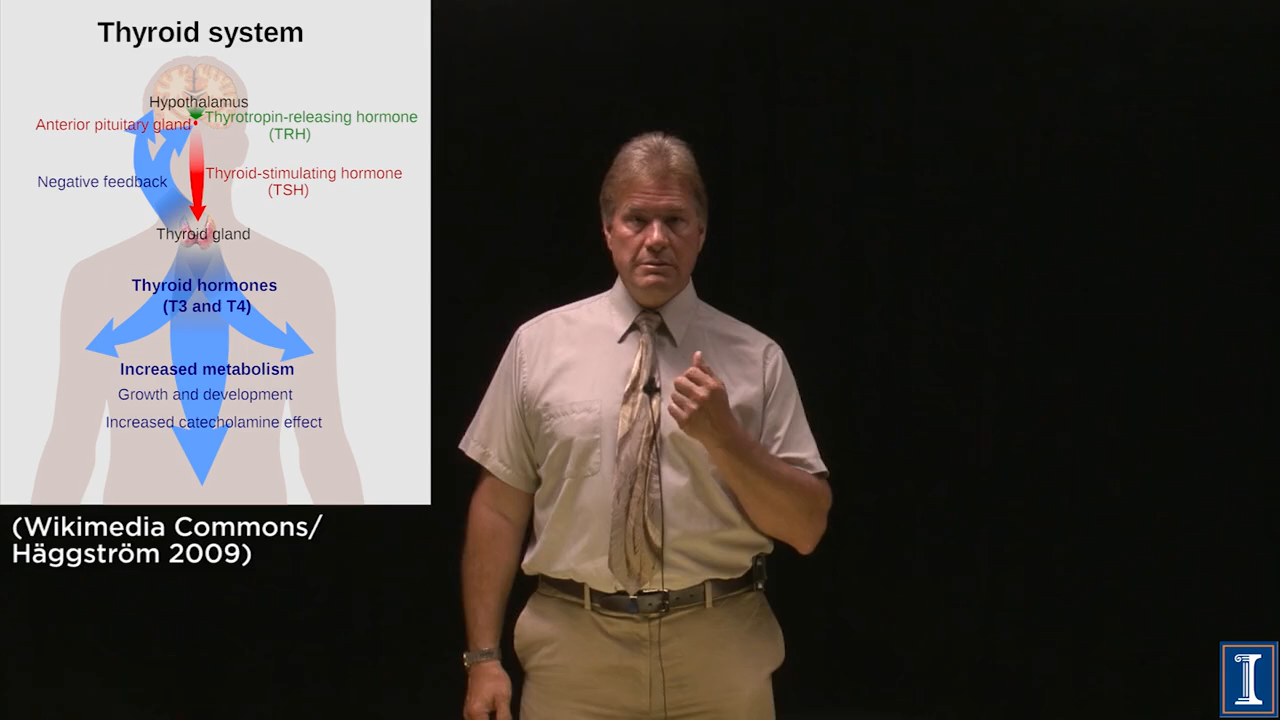 Thyroid system
Hypothalamus
Thyrotropin-releasing hormone
(TRH)
Anterior pituitary gland
Thyroid-stimulating hormone
(TSH)
Negative feedback
Thyroid gland
Thyroid hormones
(T3 and T4)
Increased metabolism
Growth and development
Increased catecholamine effect
(Wikimedia Commons/
Häggström 2009)
I